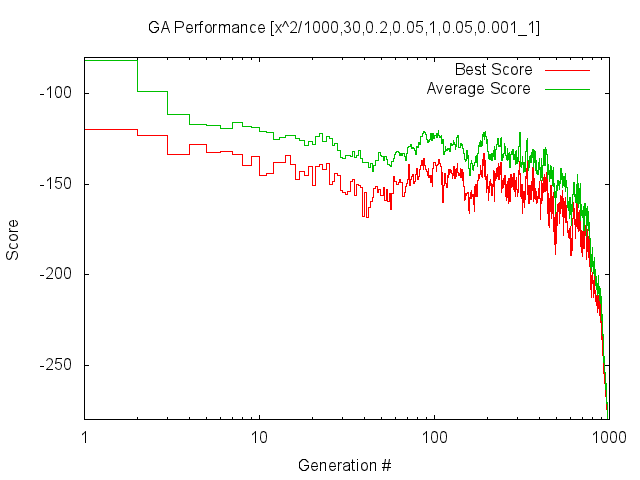 GA Performance [x^2/1000,30,0.2,0.05,1,0.05,0.001_1]
Best Score
Average Score
-100
-150
-200
-250
Score
1 10 100 1000
Generation #